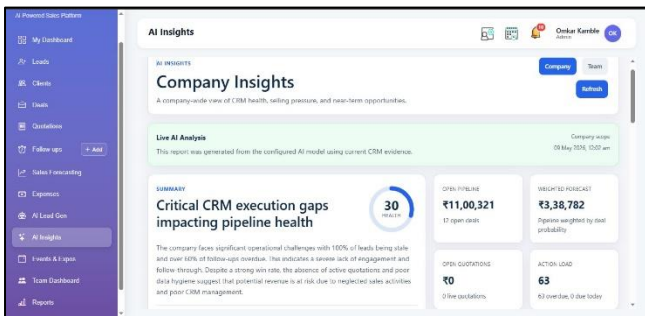 AI Powered Sales Platform
My Dashboard
Leads
Clients
Deals
Quotations
Follow ups + Add
Sales Forecasting
Expenses
AI Lead Gen
AI Insights
Events & Expos
Team Dashboard
Reports
AI Insights
Omkar Kamble
Admin
OK
AI INSIGHTS
Company Insights
A company-wide view of CRM health, selling pressure, and near-term opportunities.
Company Team
Refresh
Live AI Analysis
This report was generated from the configured AI model using current CRM evidence.
Company scope
09 May 2026, 12:02 am
SUMMARY
Critical CRM execution gaps
impacting pipeline health
30
HEALTH
The company faces significant operational challenges with 100% of leads being stale
and over 60% of follow-ups overdue. This indicates a severe lack of engagement and
follow through. Despite a strong win rate, the absence of active quotations and poor
data hygiene suggest that potential revenue is at risk due to neglected sales activities
and poor CRM management.
OPEN PIPELINE
₹11,00,321
12 open deals
WEIGHTED FORECAST
₹3,38,782
Pipeline weighted by deal
probability
OPEN QUOTATIONS
₹0
0 live quotations
ACTION LOAD
63
63 overdue, 0 due today